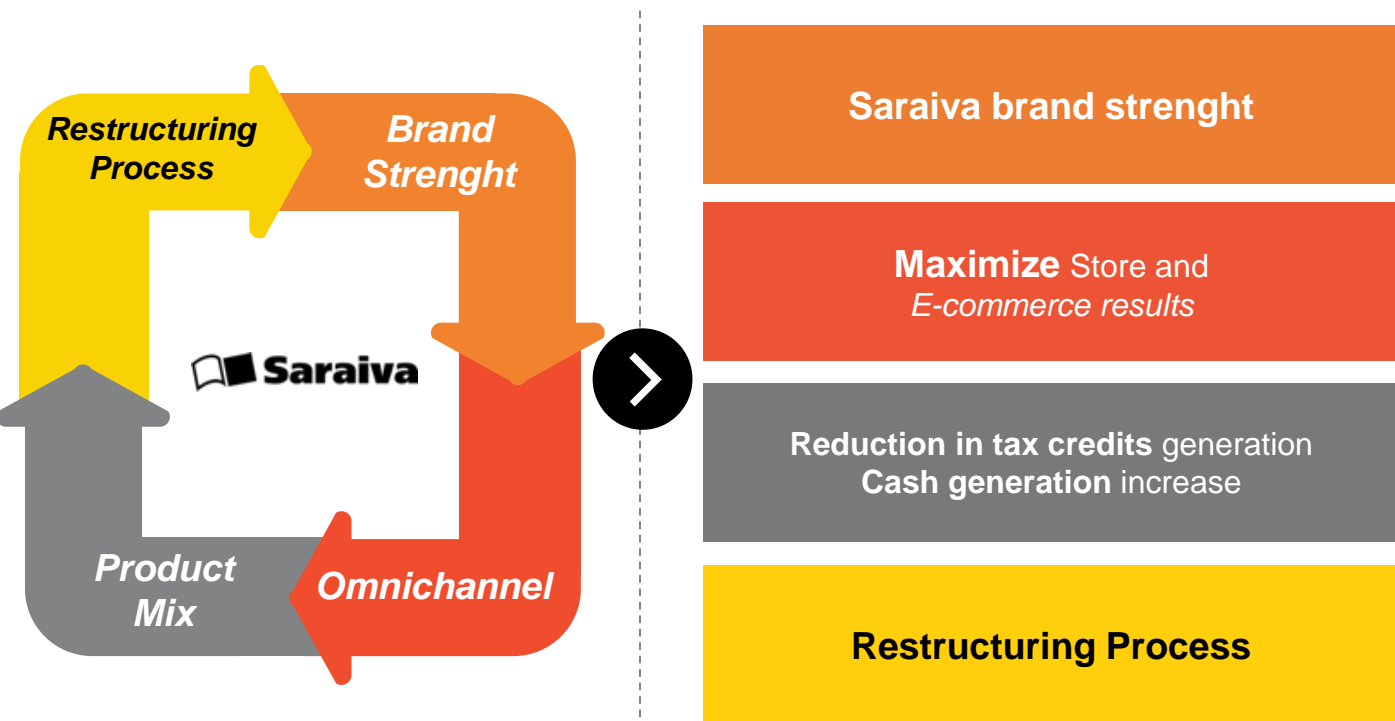 Restructuring
Process
Brand
Strenght
Saraiva
Omnichannel
Product
Mix
Saraiva brand strenght
Maximize Store and
E-commerce results
Reduction in tax credits generation
Cash generation increase
Restructuring Process